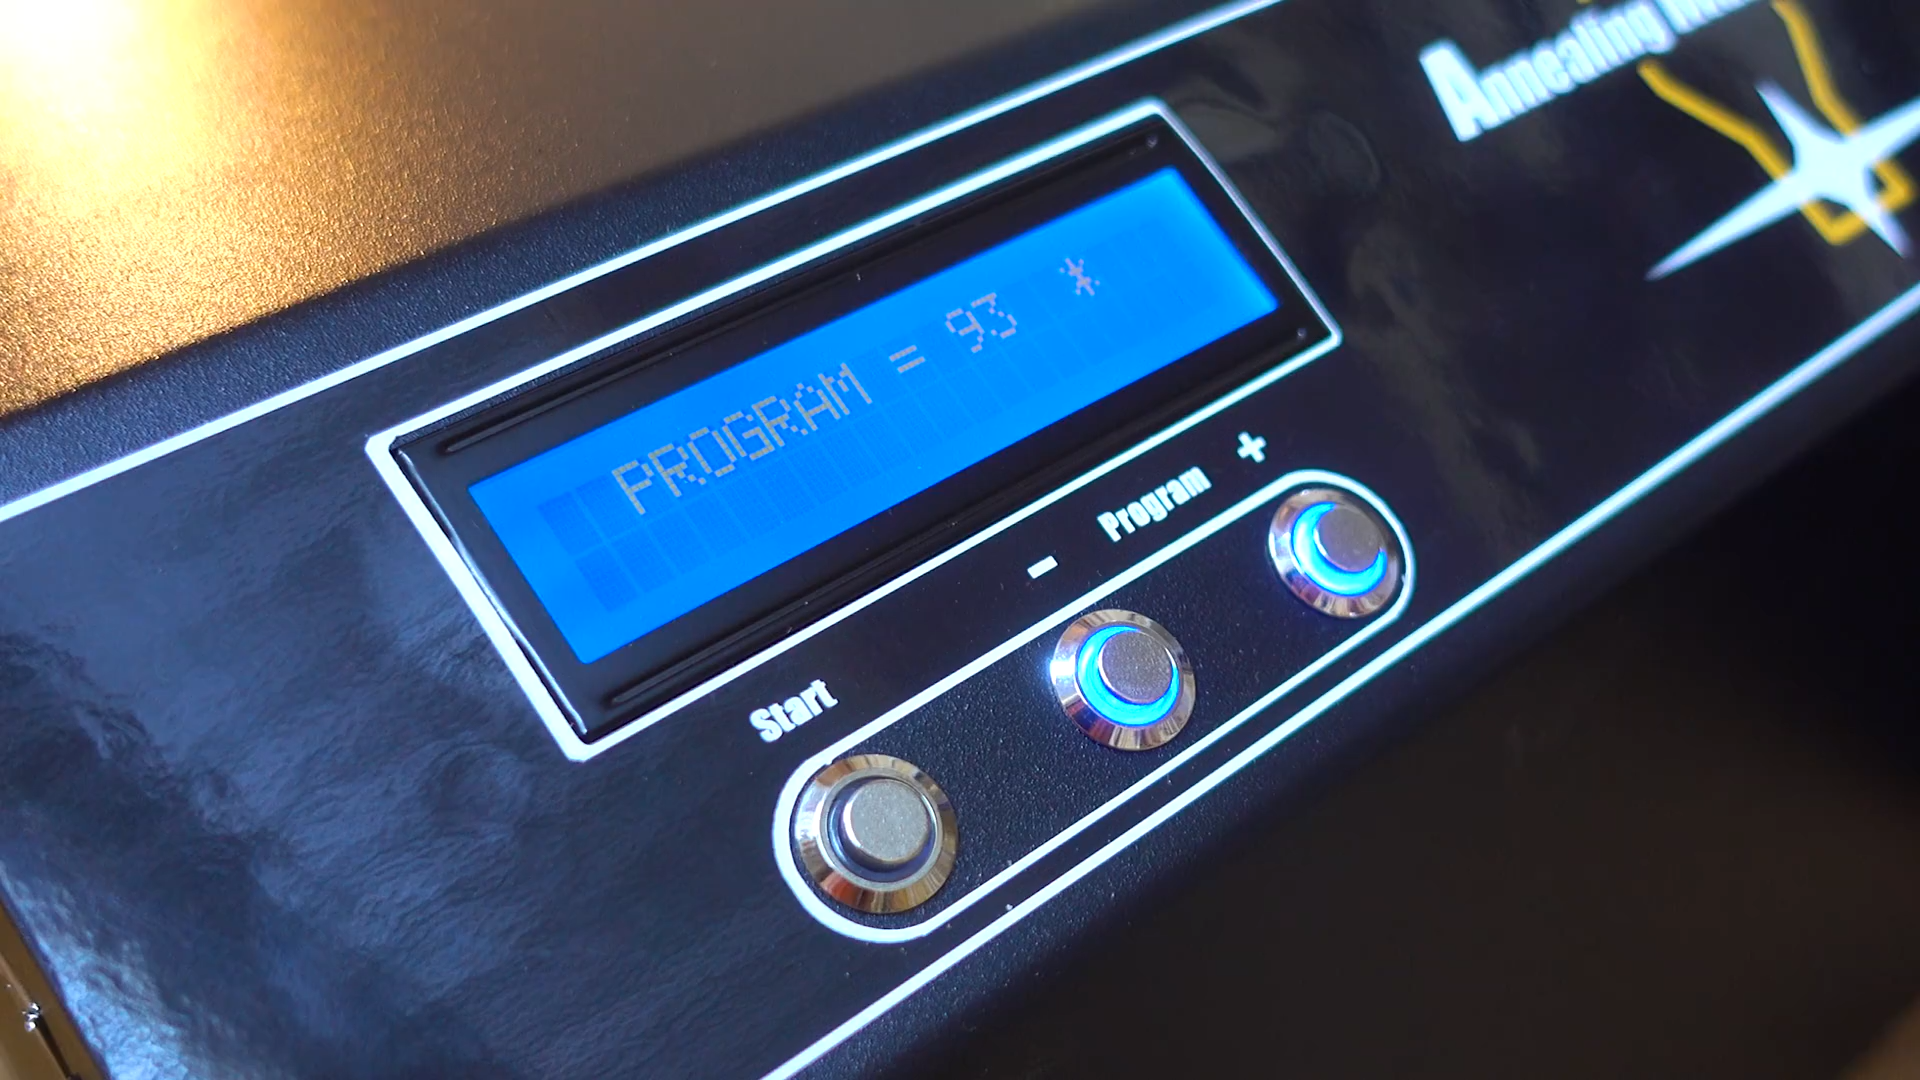 Annealing
PROGRAM = 93 *
- Program +
Start